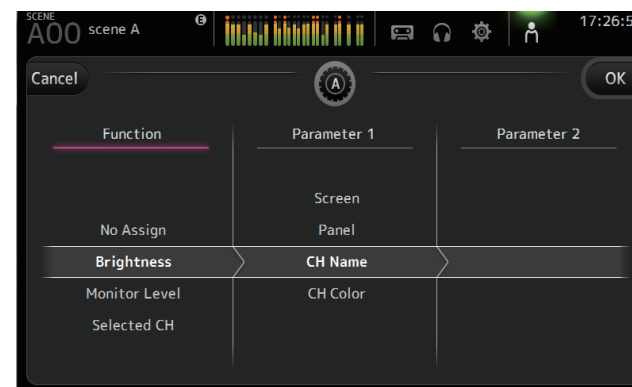 SCENE
A00 scene A E 17:26:5
Cancel A OK
Function Parameter 1 Parameter 2
Screen
No Assign Panel
Brightness CH Name
Monitor Level CH Color
Selected CH